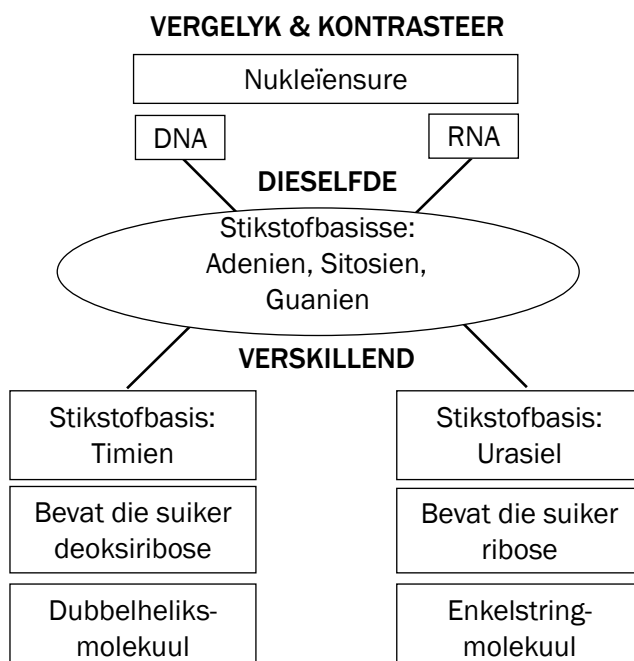 VERGELYK & KONTRASTEER
Nukleïensure
DNA
RNA
DIESELFDE
Stikstofbasisse:
Adenien, Sitosien,
Guanien
VERSKILLEND
Stikstofbasis:
Timien
Stikstofbasis:
Urasiel
Bevat die suiker
deoksiribose
Bevat die suiker
ribose
Dubbelheliks-
molekuul
Enkelstring-
molekuul